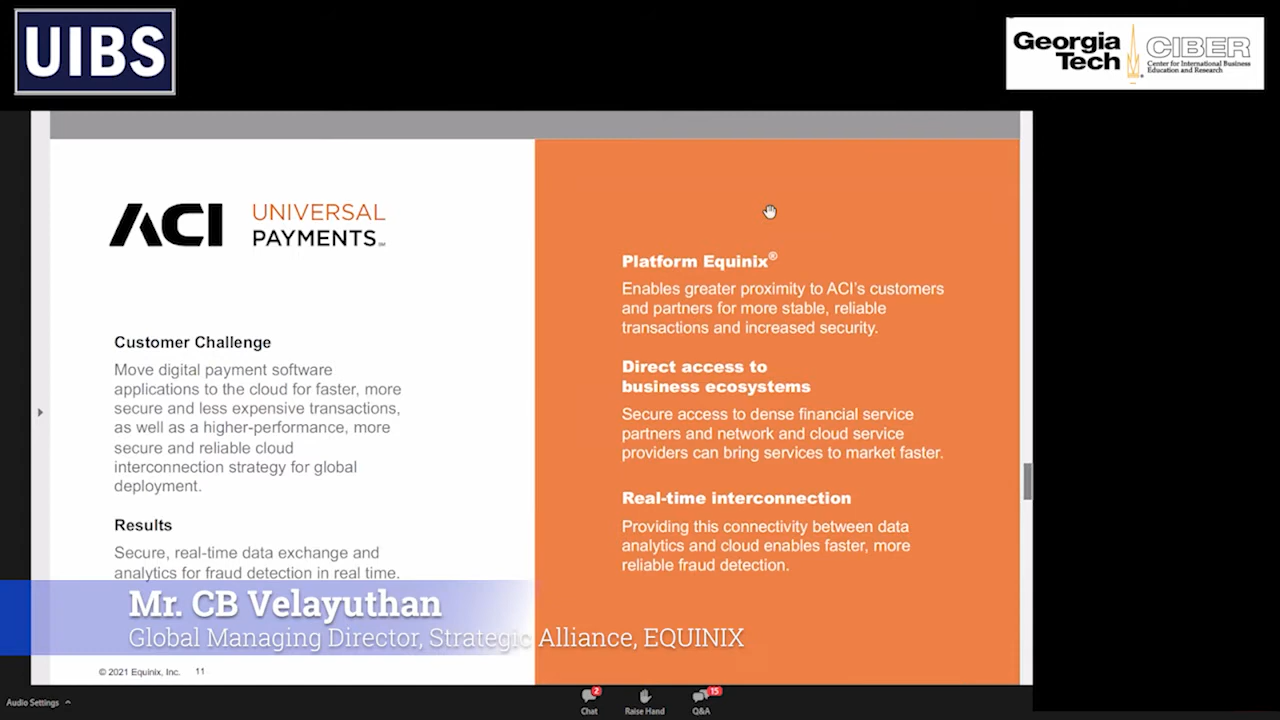 UIBS
Georgia
Tech
CIBER
Center for International Business
Education and Research
ACI
UNIVERSAL
PAYMENTS
SM
Customer Challenge
Move digital payment software
applications to the cloud for faster, more
secure and less expensive transactions,
as well as a higher-performance, more
secure and reliable cloud
interconnection strategy for global
deployment.
Results
Secure, real-time data exchange and
analytics for fraud detection in real time.
Platform Equinix®
Enables greater proximity to ACI’s customers
and partners for more stable, reliable
transactions and increased security.
Direct access to
business ecosystems
Secure access to dense financial service
partners and network and cloud service
providers can bring services to market faster.
Real-time interconnection
Providing this connectivity between data
analytics and cloud enables faster, more
reliable fraud detection.
Mr. CB Velayuthan
Global Managing Director, Strategic Alliance, EQUINIX
© 2021 Equinix, Inc. 11
Audio Settings
2
Chat
Raise Hand
15
Q&A